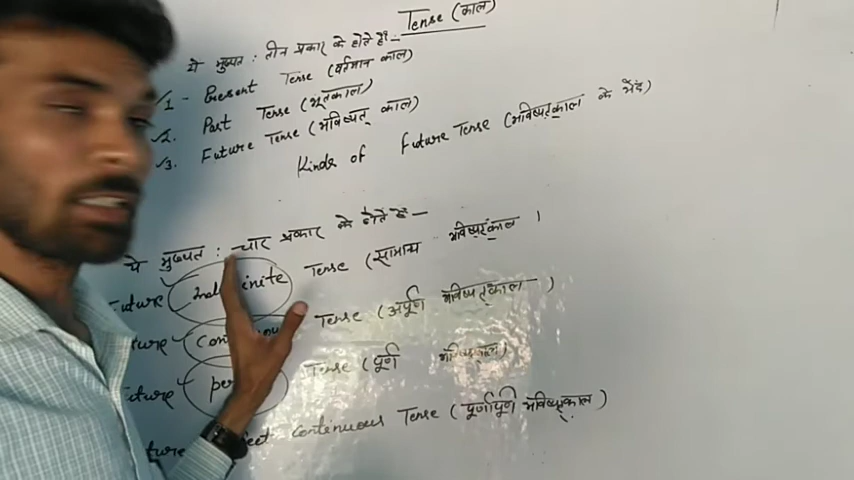 Tense (काल)
ये मुख्यत : तीन प्रकार के होते हैं -
1 - Present Tense (वर्तमान काल)
2. Past Tense (भूतकाल)
3. Future Tense (भविष्यत् काल)
Kinds of Future Tense (भविष्यत्काल के भेद)
ये मुख्यत : चार प्रकार के होते हैं -
Future Tense (सामान्य भविष्यत्काल)
Tense (अपूर्ण भविष्यत्काल)
Tense (पूर्ण भविष्यत्काल)
Continuous Tense (पूर्णापूर्ण भविष्यत्काल)